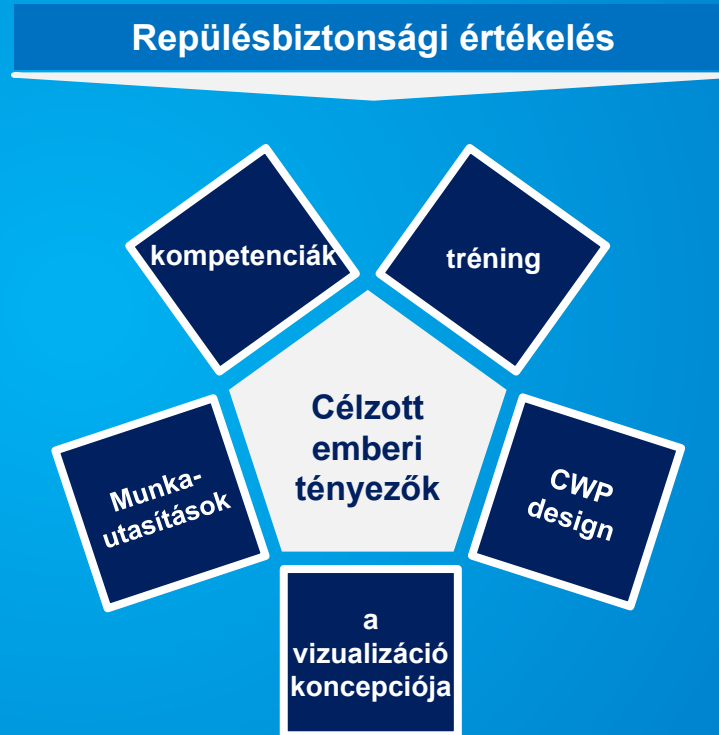 Repülésbiztonsági értékelés
kompetenciák
tréning
Célzott
emberi
tényezők
Munka-
utasítások
CWP
design
a
vizualizáció
koncepciója